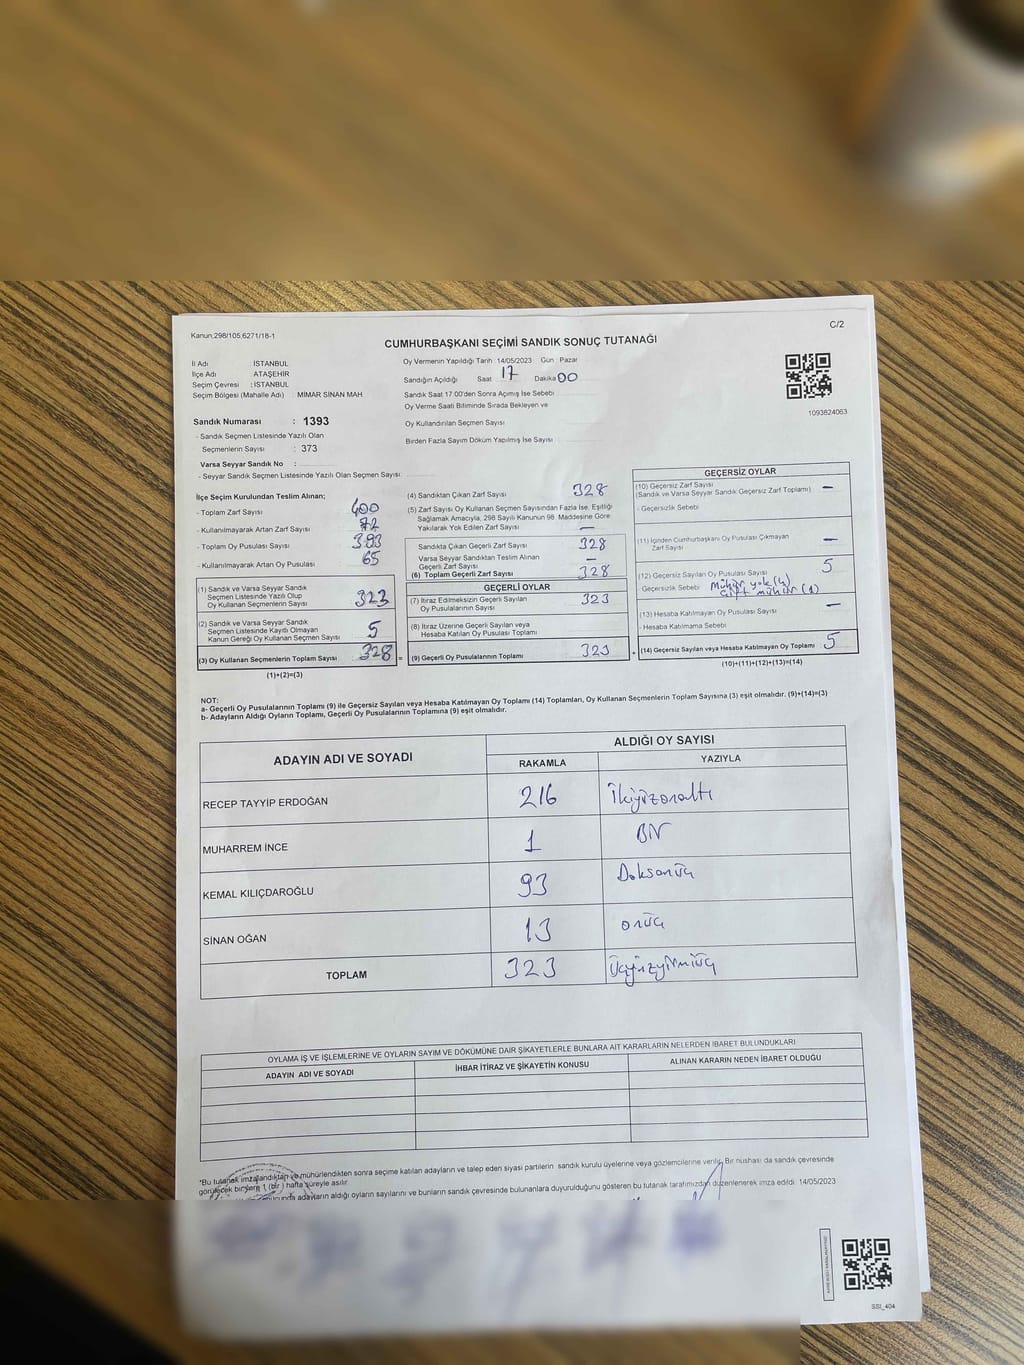 Kanun;298/105,6271/18-1
C/2
CUMHURBAŞKANI SEÇİMİ SANDIK SONUÇ TUTANAĞI
İl Adı İSTANBUL
İlçe Adı ATAŞEHİR
Seçim Çevresi : İSTANBUL
Seçim Bölgesi (Mahalle Adı) MİMAR SİNAN MAH
Oy Vermenin Yapıldığı Tarih 14/05/2023 Gün : Pazar
Sandığın Açıldığı Saat 17 Dakika 00
Sandık Saat 17:00'den Sonra Açımış İse Sebebi
Oy Verme Saati Bitiminde Sırada Bekleyen ve
Oy Kullandırılan Seçmen Sayısı
Birden Fazla Sayım Döküm Yapılmış İse Sayısı
1093824063
Sandık Numarası : 1393
- Sandık Seçmen Listesinde Yazılı Olan
Seçmenlerin Sayısı : 373
Varsa Seyyar Sandık No :
- Seyyar Sandık Seçmen Listesinde Yazılı Olan Seçmen Sayısı
İlçe Seçim Kurulundan Teslim Alınan;
- Toplam Zarf Sayısı 400
- Kullanılmayarak Artan Zarf Sayısı 72
- Toplam Oy Pusulası Sayısı 393
- Kullanılmayarak Artan Oy Pusulası 65
(1) Sandık ve Varsa Seyyar Sandık
Seçmen Listesinde Yazılı Olup
Oy Kullanan Seçmenlerin Sayısı 323
(2) Sandık ve Varsa Seyyar Sandık
Seçmen Listesinde Kayıtlı Olmayan
Kanun Gereği Oy Kullanan Seçmen Sayısı 5
(3) Oy Kullanan Seçmenlerin Toplam Sayısı 328 =
(1)+(2)=(3)
(4) Sandıktan Çıkan Zarf Sayısı 328
(5) Zarf Sayısı Oy Kullanan Seçmen Sayısından Fazla İse, Eşitliği
Sağlamak Amacıyla, 298 Sayılı Kanunun 98. Maddesine Göre
Yakılarak Yok Edilen Zarf Sayısı —
Sandıkta Çıkan Geçerli Zarf Sayısı 328
Varsa Seyyar Sandıktan Teslim Alınan
Geçerli Zarf Sayısı —
(6) Toplam Geçerli Zarf Sayısı 328
GEÇERLİ OYLAR
(7) İtiraz Edilmeksizin Geçerli Sayılan
Oy Pusulalarının Sayısı 323
(8) İtiraz Üzerine Geçerli Sayılan veya
Hesaba Katılan Oy Pusulası Toplamı
(9) Geçerli Oy Pusulalarının Toplamı 323 +
GEÇERSİZ OYLAR
(10) Geçersiz Zarf Sayısı —
(Sandık ve Varsa Seyyar Sandık Geçersiz Zarf Toplamı)
- Geçersizlik Sebebi
(11) İçinden Cumhurbaşkanı Oy Pusulası Çıkmayan
Zarf Sayısı —
(12) Geçersiz Sayılan Oy Pusulası Sayısı 5
Geçersizlik Sebebi Mühür yok (4)
Çift mühür (1)
(13) Hesaba Katılmayan Oy Pusulası Sayısı —
- Hesaba Katılmama Sebebi
(14) Geçersiz Sayılan veya Hesaba Katılmayan Oy Toplamı 5
(10)+(11)+(12)+(13)=(14)
NOT:
a- Geçerli Oy Pusulalarının Toplamı (9) ile Geçersiz Sayılan veya Hesaba Katılmayan Oy Toplamı (14) Toplamları, Oy Kullanan Seçmenlerin Toplam Sayısına (3) eşit olmalıdır. (9)+(14)=(3)
b- Adayların Aldığı Oyların Toplamı, Geçerli Oy Pusulalarının Toplamına (9) eşit olmalıdır.
ADAYIN ADI VE SOYADI
ALDIĞI OY SAYISI
RAKAMLA YAZIYLA
RECEP TAYYİP ERDOĞAN 216 İkiyüzonaltı
MUHARREM İNCE 1 Bir
KEMAL KILIÇDAROĞLU 93 Doksanüç
SİNAN OĞAN 13 onüç
TOPLAM 323 üçyüzyirmiüç
OYLAMA İŞ VE İŞLEMLERİNE VE OYLARIN SAYIM VE DÖKÜMÜNE DAİR ŞİKAYETLERLE BUNLARA AİT KARARLARIN NELERDEN İBARET BULUNDUKLARI
ADAYIN ADI VE SOYADI İHBAR İTİRAZ VE ŞİKAYETİN KONUSU ALINAN KARARIN NEDEN İBARET OLDUĞU
*Bu tutanak imzalandıktan ve mühürlendikten sonra seçime katılan adayların ve talep eden siyasi partilerin sandık kurulu üyelerine veya gözlemcilerine verilir. Bir nüshası da sandık çevresinde
görülecek bir yere 1 (bir) hafta süreyle asılır.
adayların aldığı oyların sayılarını ve bunların sandık çevresinde bulunanlara duyurulduğunu gösteren bu tutanak tarafımızdan düzenlenerek imza edildi. 14/05/2023
SSI_404